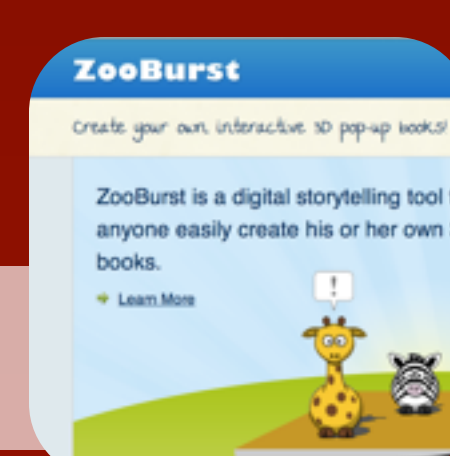 ZooBurst
Create your own interactive 3D pop-up books!
ZooBurst is a digital storytelling tool
anyone easily create his or her own
books.
Learn More
!